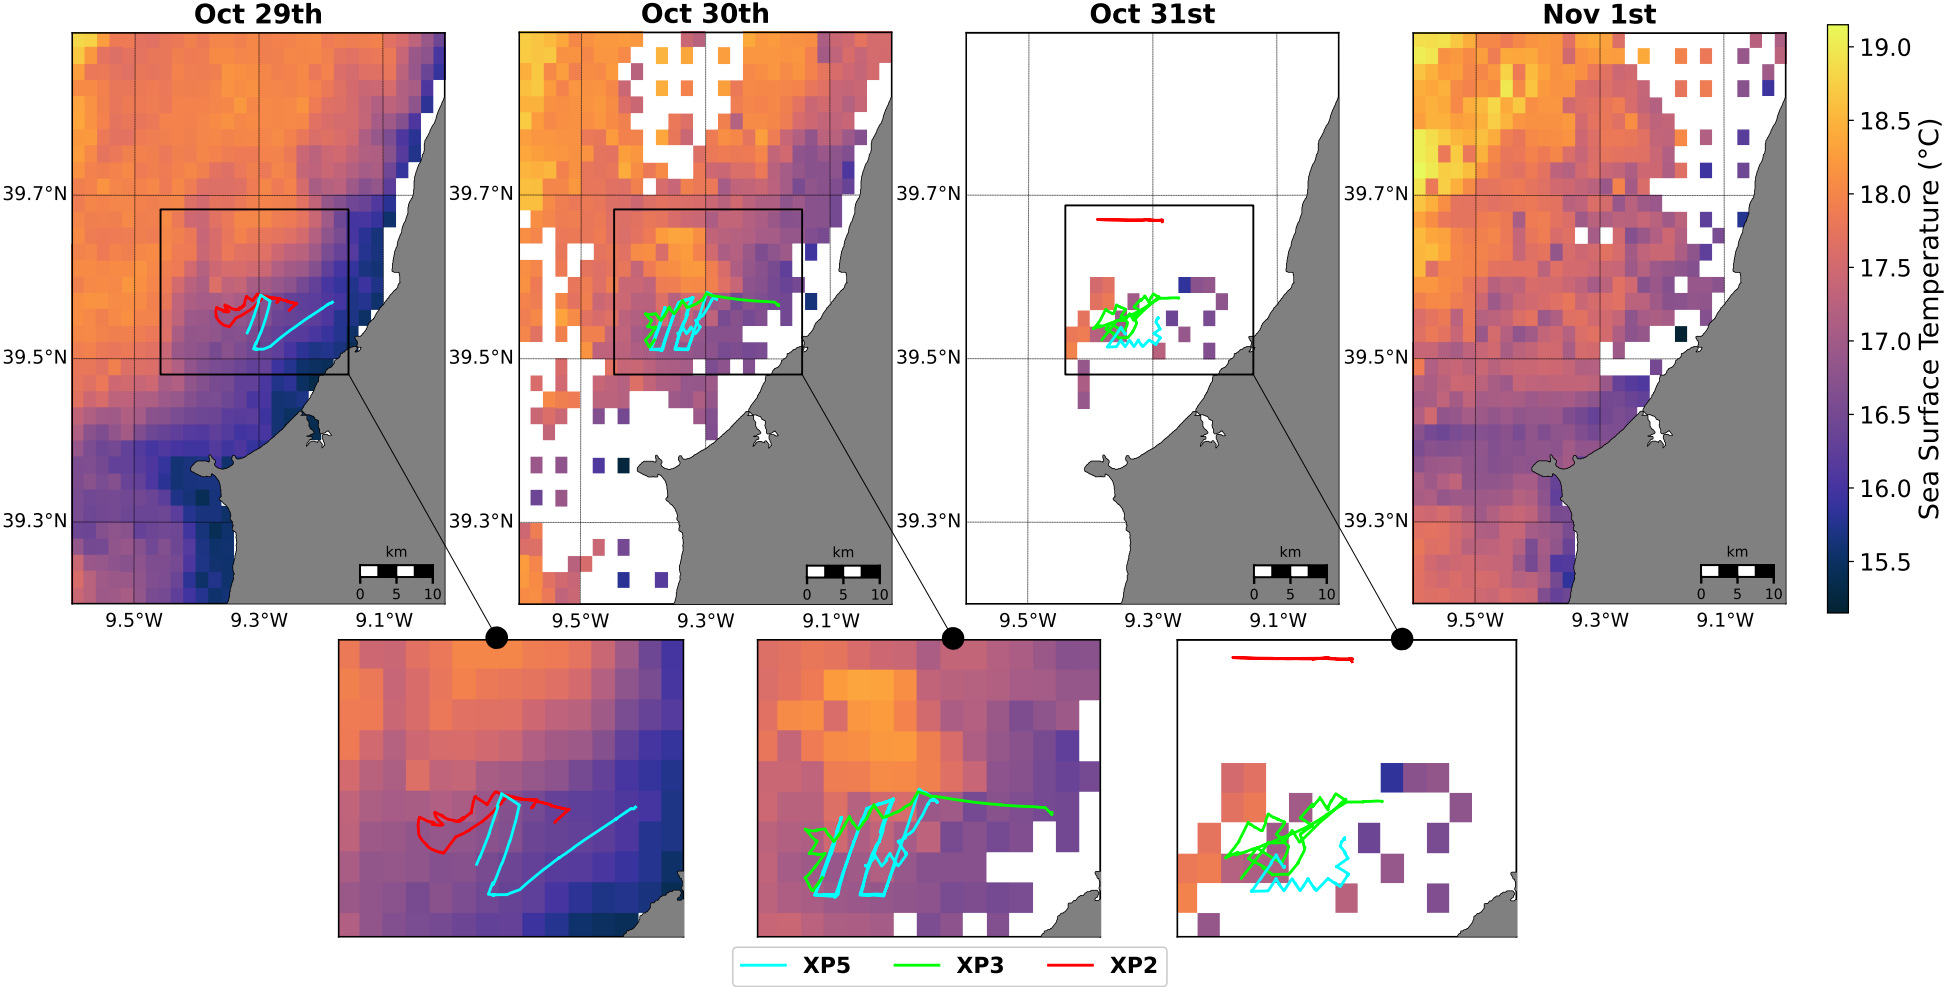 Oct 29th Oct 30th Oct 31st Nov 1st
39.7°N 39.7°N 39.7°N 39.7°N
39.5°N 39.5°N 39.5°N 39.5°N
39.3°N 39.3°N 39.3°N 39.3°N
km km km km
0 5 10 0 5 10 0 5 10 0 5 10
9.5°W 9.3°W 9.1°W 9.5°W 9.3°W 9.1°W 9.5°W 9.3°W 9.1°W 9.5°W 9.3°W 9.1°W
19.0
18.5
18.0
17.5
17.0
16.5
16.0
15.5
Sea Surface Temperature (°C)
XP5 XP3 XP2